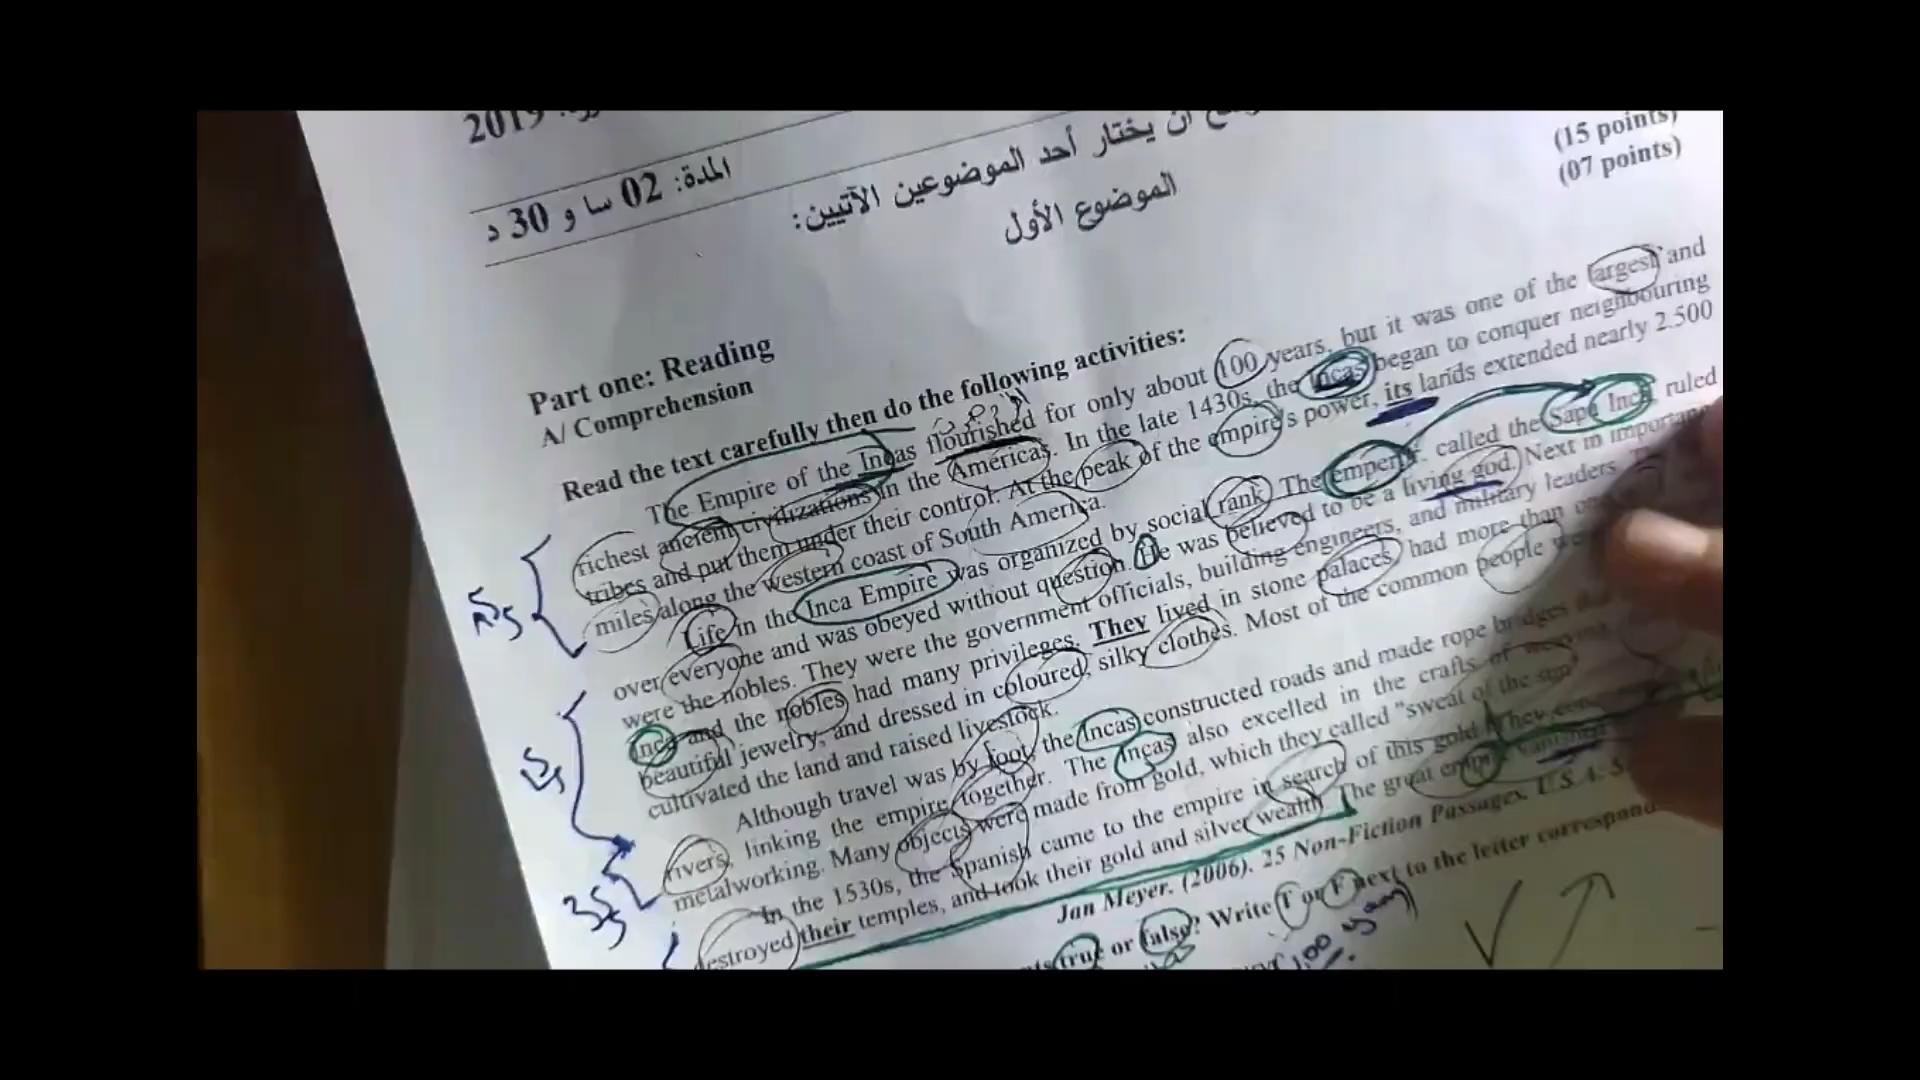 2019
المدة: 02 سا و 30 د
أن يختار أحد الموضوعين الآتيين:
الموضوع الأول
(15 points)
(07 points)
Part one: Reading
A/ Comprehension
Read the text carefully then do the following activities:
The Empire of the Incas flourished for only about 100 years, but it was one of the largest and
richest ancient civilizations in the Americas. In the late 1430s, the Incas began to conquer neighbouring
tribes and put them under their control. At the peak of the empire's power, its lands extended nearly 2.500
miles along the western coast of South America.
Life in the Inca Empire was organized by social rank. The emperor, called the Sapa Inca, ruled
over everyone and was obeyed without question. He was believed to be a living god. Next in
were the nobles. They were the government officials, building engineers, and military leaders.
Inca and the nobles had many privileges. They lived in stone palaces, had more than
beautiful jewelry, and dressed in coloured, silky clothes. Most of the common people
cultivated the land and raised livestock.
Although travel was by foot, the Incas constructed roads and made rope bridges
rivers, linking the empire together. The Incas also excelled in the crafts of
metalworking. Many objects were made from gold, which they called "sweat of the sun"
In the 1530s, the Spanish came to the empire in search of this gold. They
destroyed their temples, and took their gold and silver wealth. The great empire vanished
Jan Meyer. (2006). 25 Non-Fiction Passages. U.S.A.
true or false? Write T or F next to the letter
100 years